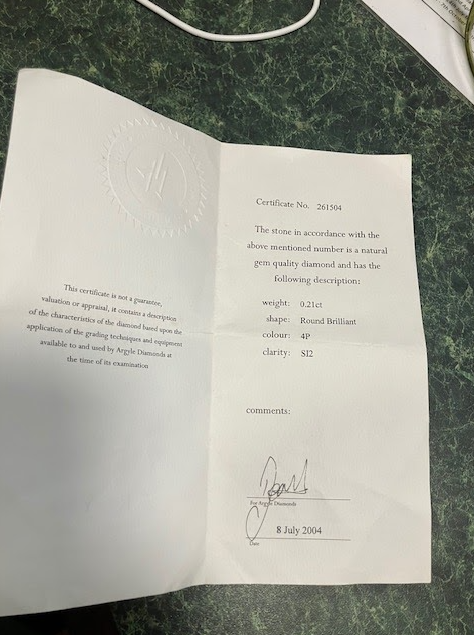 This certificate is not a guarantee,
valuation or appraisal, it contains a description
of the characteristics of the diamond based upon the
application of the grading techniques and equipment
available to and used by Argyle Diamonds at
the time of its examination
Certificate No. 261504
The stone in accordance with the
above mentioned number is a natural
gem quality diamond and has the
following description:
weight: 0.21ct
shape: Round Brilliant
colour: 4P
clarity: SI2
comments:
For Argyle Diamonds
8 July 2004
Date